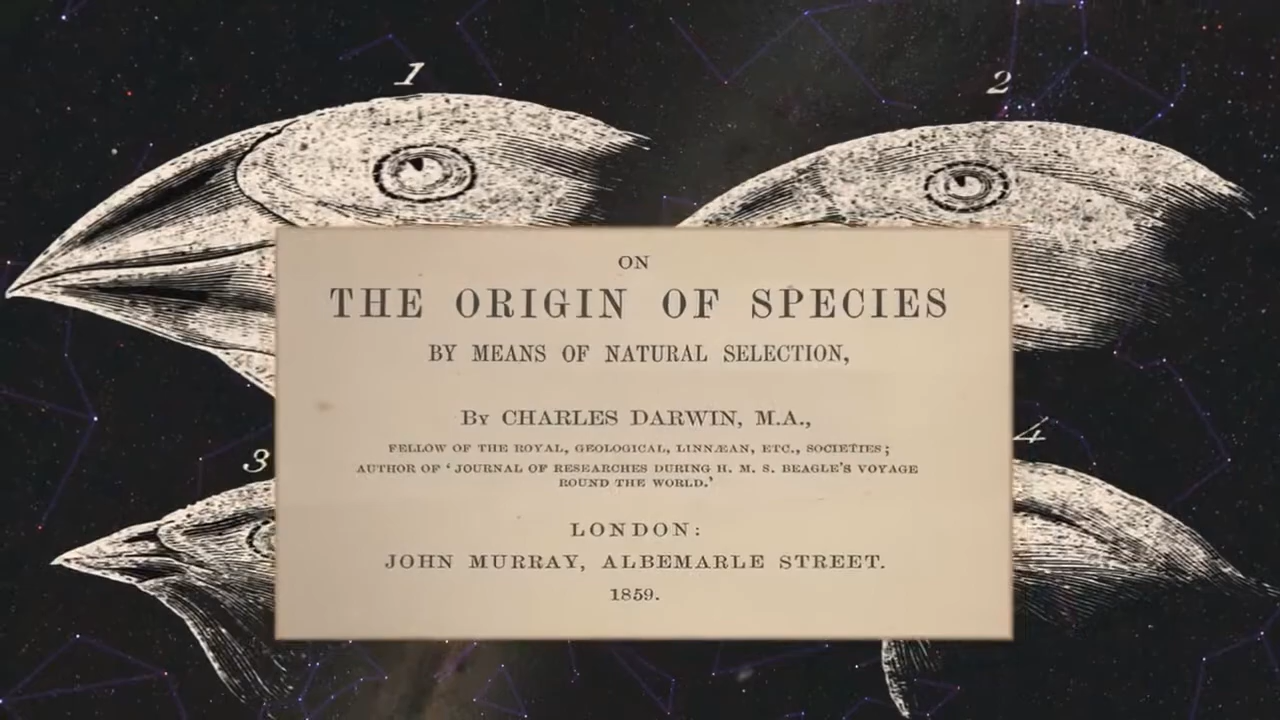 1
2
ON
THE ORIGIN OF SPECIES
BY MEANS OF NATURAL SELECTION,
By CHARLES DARWIN, M.A.,
FELLOW OF THE ROYAL, GEOLOGICAL, LINNÆAN, ETC., SOCIETIES;
AUTHOR OF ‘JOURNAL OF RESEARCHES DURING H. M. S. BEAGLE'S VOYAGE
ROUND THE WORLD.’
LONDON:
JOHN MURRAY, ALBEMARLE STREET.
1859.
3
4